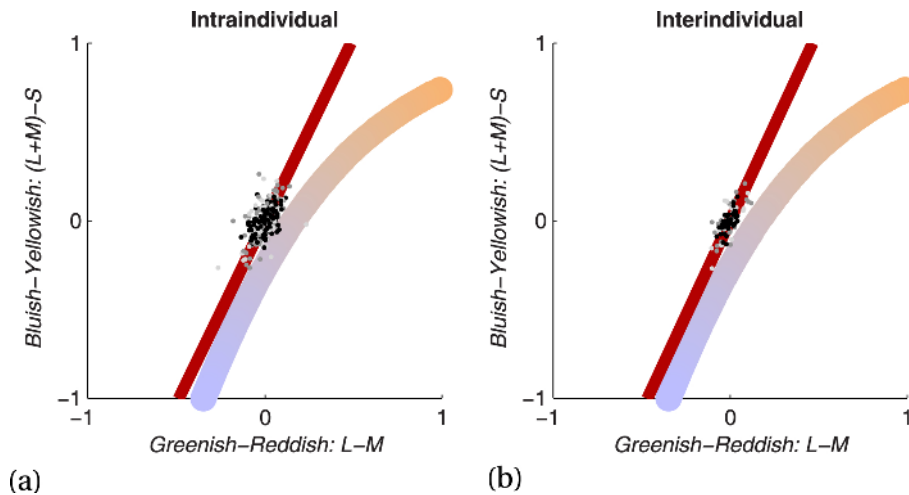 Intraindividual
1
0
−1
−1
0
1
Bluish−Yellowish: (L+M)−S
Greenish−Reddish: L−M
(a)
Interindividual
1
0
−1
−1
0
1
Bluish−Yellowish: (L+M)−S
Greenish−Reddish: L−M
(b)